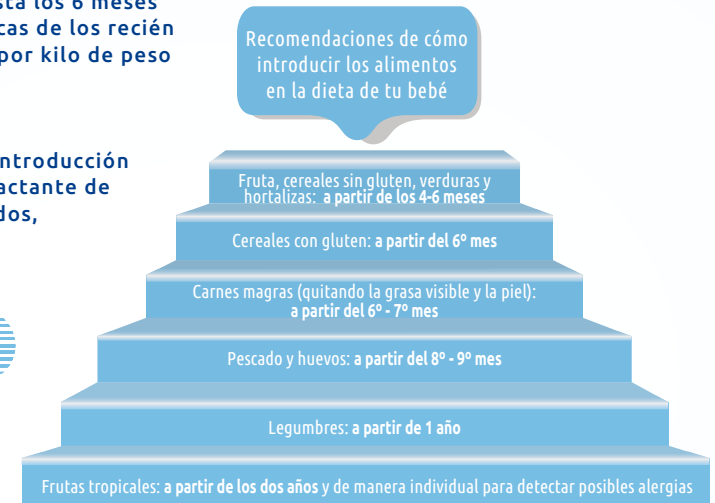 los 6 meses
cas de los recién
por kilo de peso
ntroducción
actante de
dos,
Recomendaciones de cómo
introducir los alimentos
en la dieta de tu bebé
Fruta, cereales sin gluten, verduras y
hortalizas: a partir de los 4-6 meses
Cereales con gluten: a partir del 6º mes
Carnes magras (quitando la grasa visible y la piel):
a partir del 6º - 7º mes
Pescado y huevos: a partir del 8º - 9º mes
Legumbres: a partir de 1 año
Frutas tropicales: a partir de los dos años y de manera individual para detectar posibles alergias